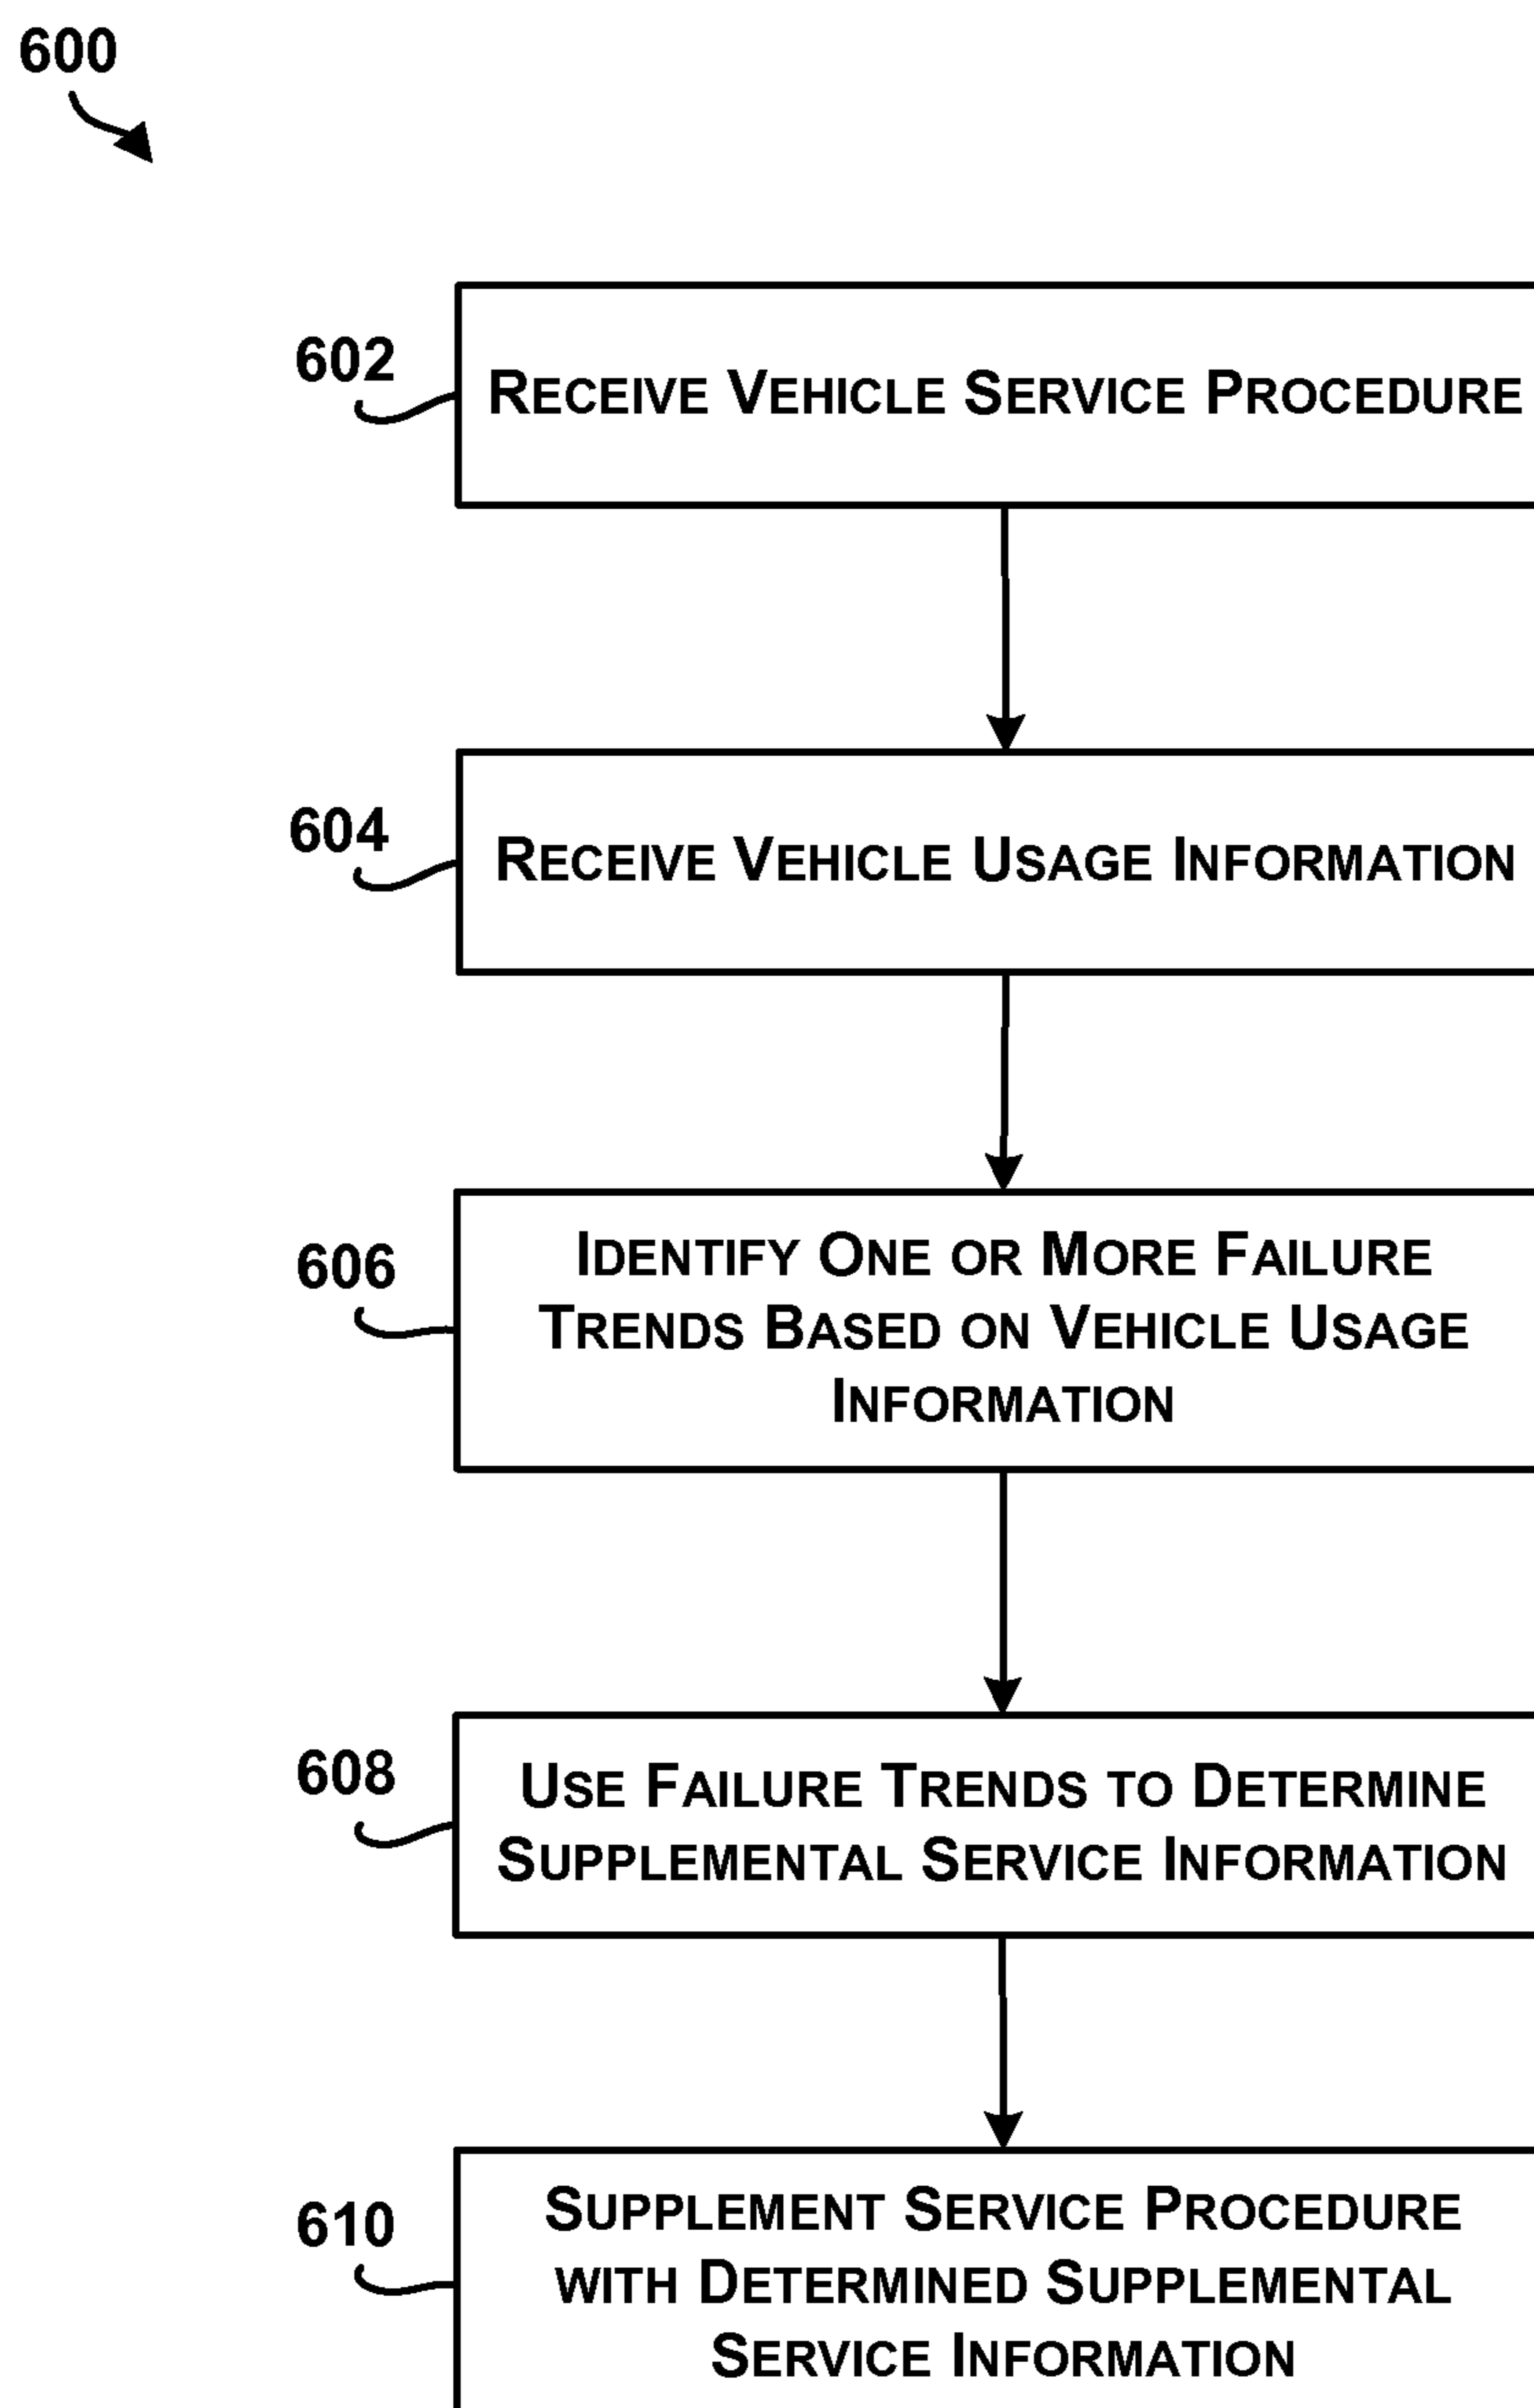 600
602
RECEIVE VEHICLE SERVICE PROCEDURE
604
RECEIVE VEHICLE USAGE INFORMATION
606
IDENTIFY ONE OR MORE FAILURE
TRENDS BASED ON VEHICLE USAGE
INFORMATION
608
USE FAILURE TRENDS TO DETERMINE
SUPPLEMENTAL SERVICE INFORMATION
610
SUPPLEMENT SERVICE PROCEDURE
WITH DETERMINED SUPPLEMENTAL
SERVICE INFORMATION